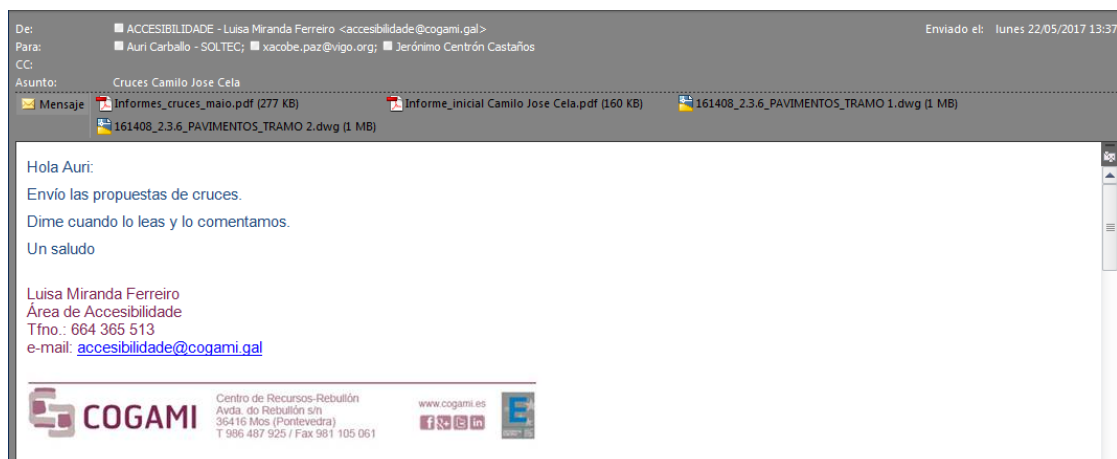 De: ACCESIBILIDADE - Luisa Miranda Ferreiro <accesibilidade@cogami.gal> Enviado el: lunes 22/05/2017 13:37
Para: Auri Carballo - SOLTEC; xacobe.paz@vigo.org; Jerónimo Centrón Castaños
CC:
Asunto: Cruces Camilo Jose Cela
Mensaje Informes_cruces_maio.pdf (277 KB) Informe_inicial Camilo Jose Cela.pdf (160 KB) 161408_2.3.6_PAVIMENTOS_TRAMO 1.dwg (1 MB)
161408_2.3.6_PAVIMENTOS_TRAMO 2.dwg (1 MB)
Hola Auri:
Envío las propuestas de cruces.
Dime cuando lo leas y lo comentamos.
Un saludo
Luisa Miranda Ferreiro
Área de Accesibilidade
Tfno.: 664 365 513
e-mail: accesibilidade@cogami.gal
COGAMI
Centro de Recursos-Rebullón
Avda. do Rebullón s/n
36416 Mos (Pontevedra)
T 986 487 925 / Fax 981 105 061
www.cogami.es